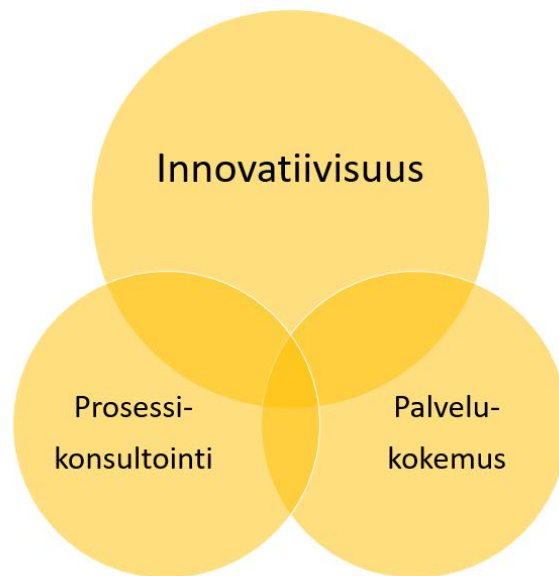 Innovatiivisuus
Prosessi-
konsultointi
Palvelu-
kokemus